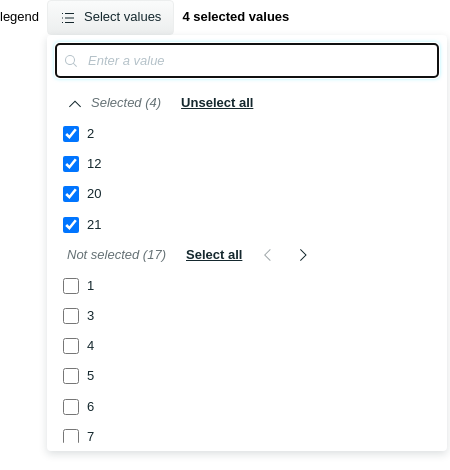 legend Select values 4 selected values
Enter a value
Selected (4) Unselect all
2
12
20
21
Not selected (17) Select all
1
3
4
5
6
7